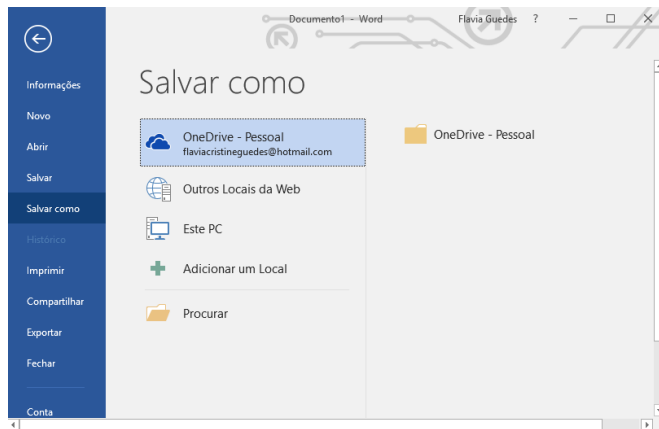 Documento1 - Word
Flavia Guedes
?
Informações
Novo
Abrir
Salvar
Salvar como
Histórico
Imprimir
Compartilhar
Exportar
Fechar
Conta
Salvar como
OneDrive - Pessoal
flaviacristineguedes@hotmail.com
Outros Locais da Web
Este PC
Adicionar um Local
Procurar
OneDrive - Pessoal